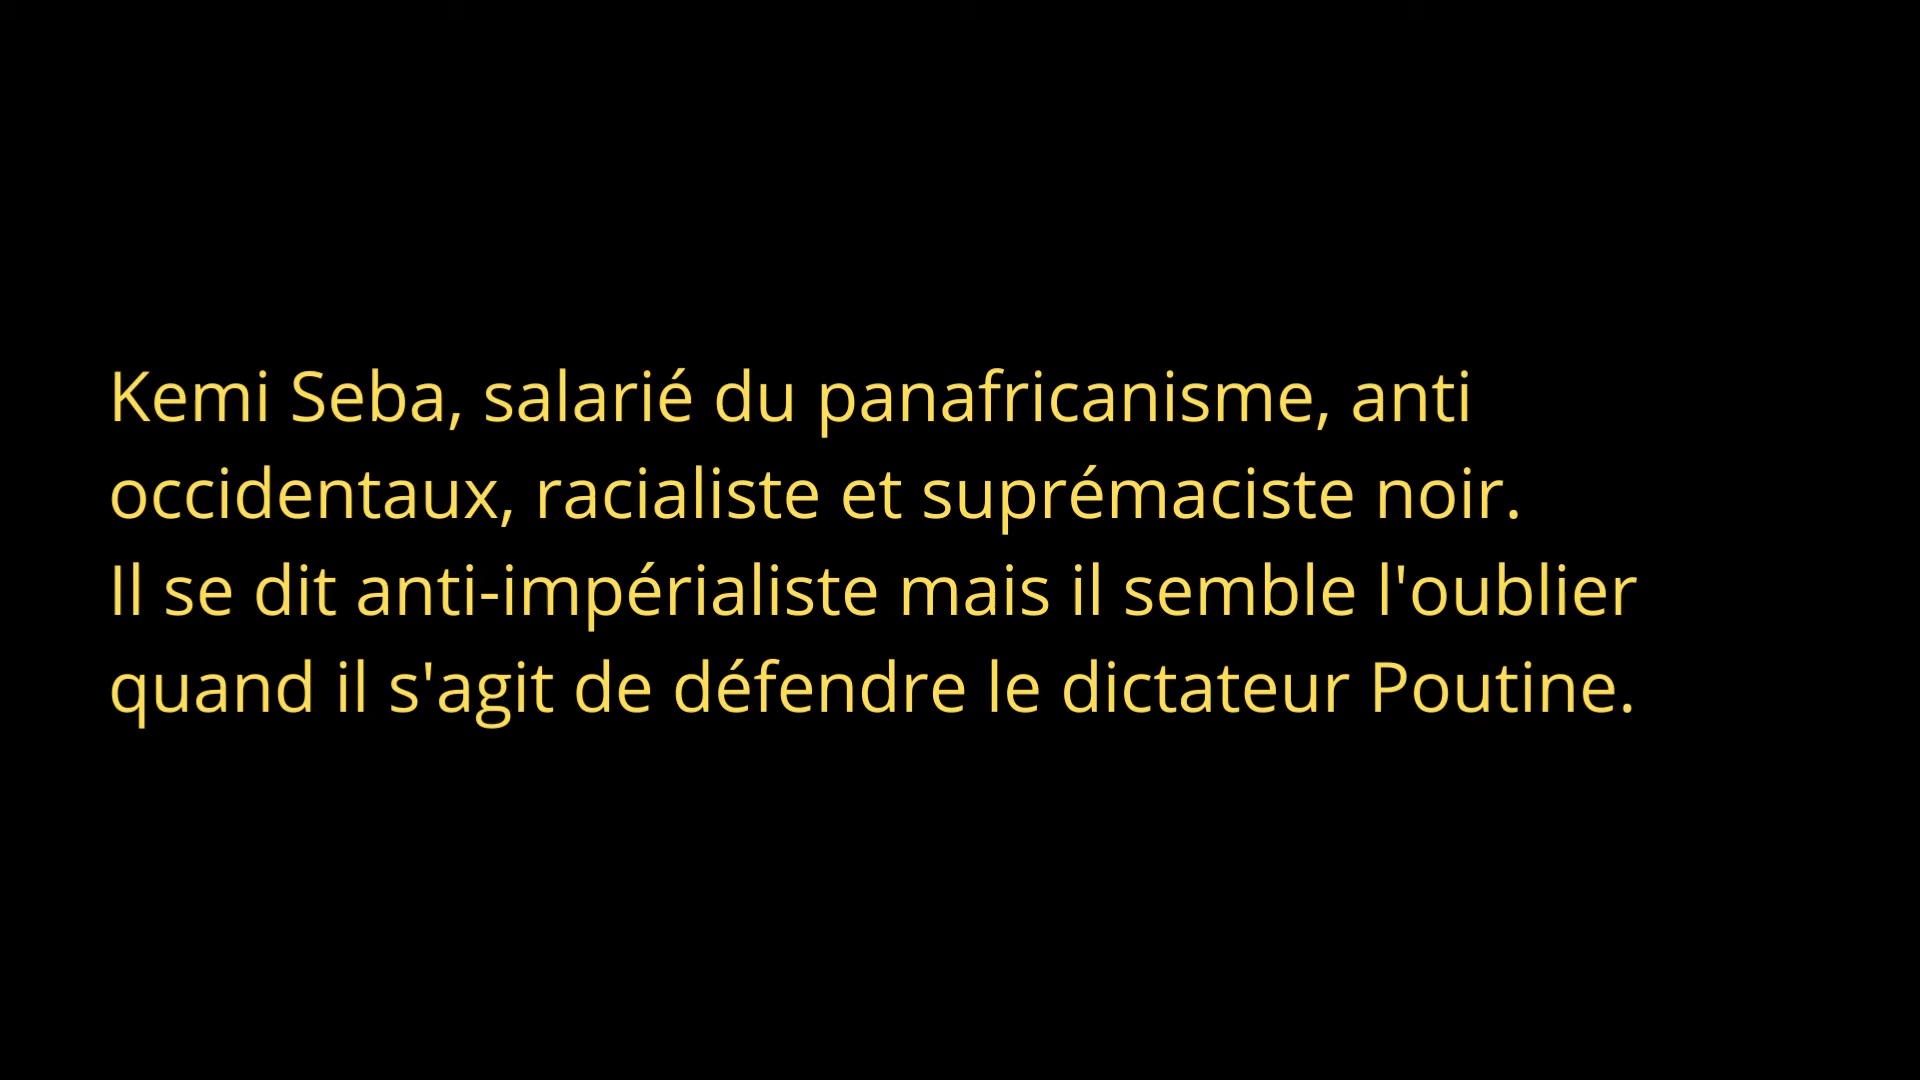 Kemi Seba, salarié du panafricanisme, anti
occidentaux, racialiste et suprémaciste noir.
Il se dit anti-impérialiste mais il semble l'oublier
quand il s'agit de défendre le dictateur Poutine.